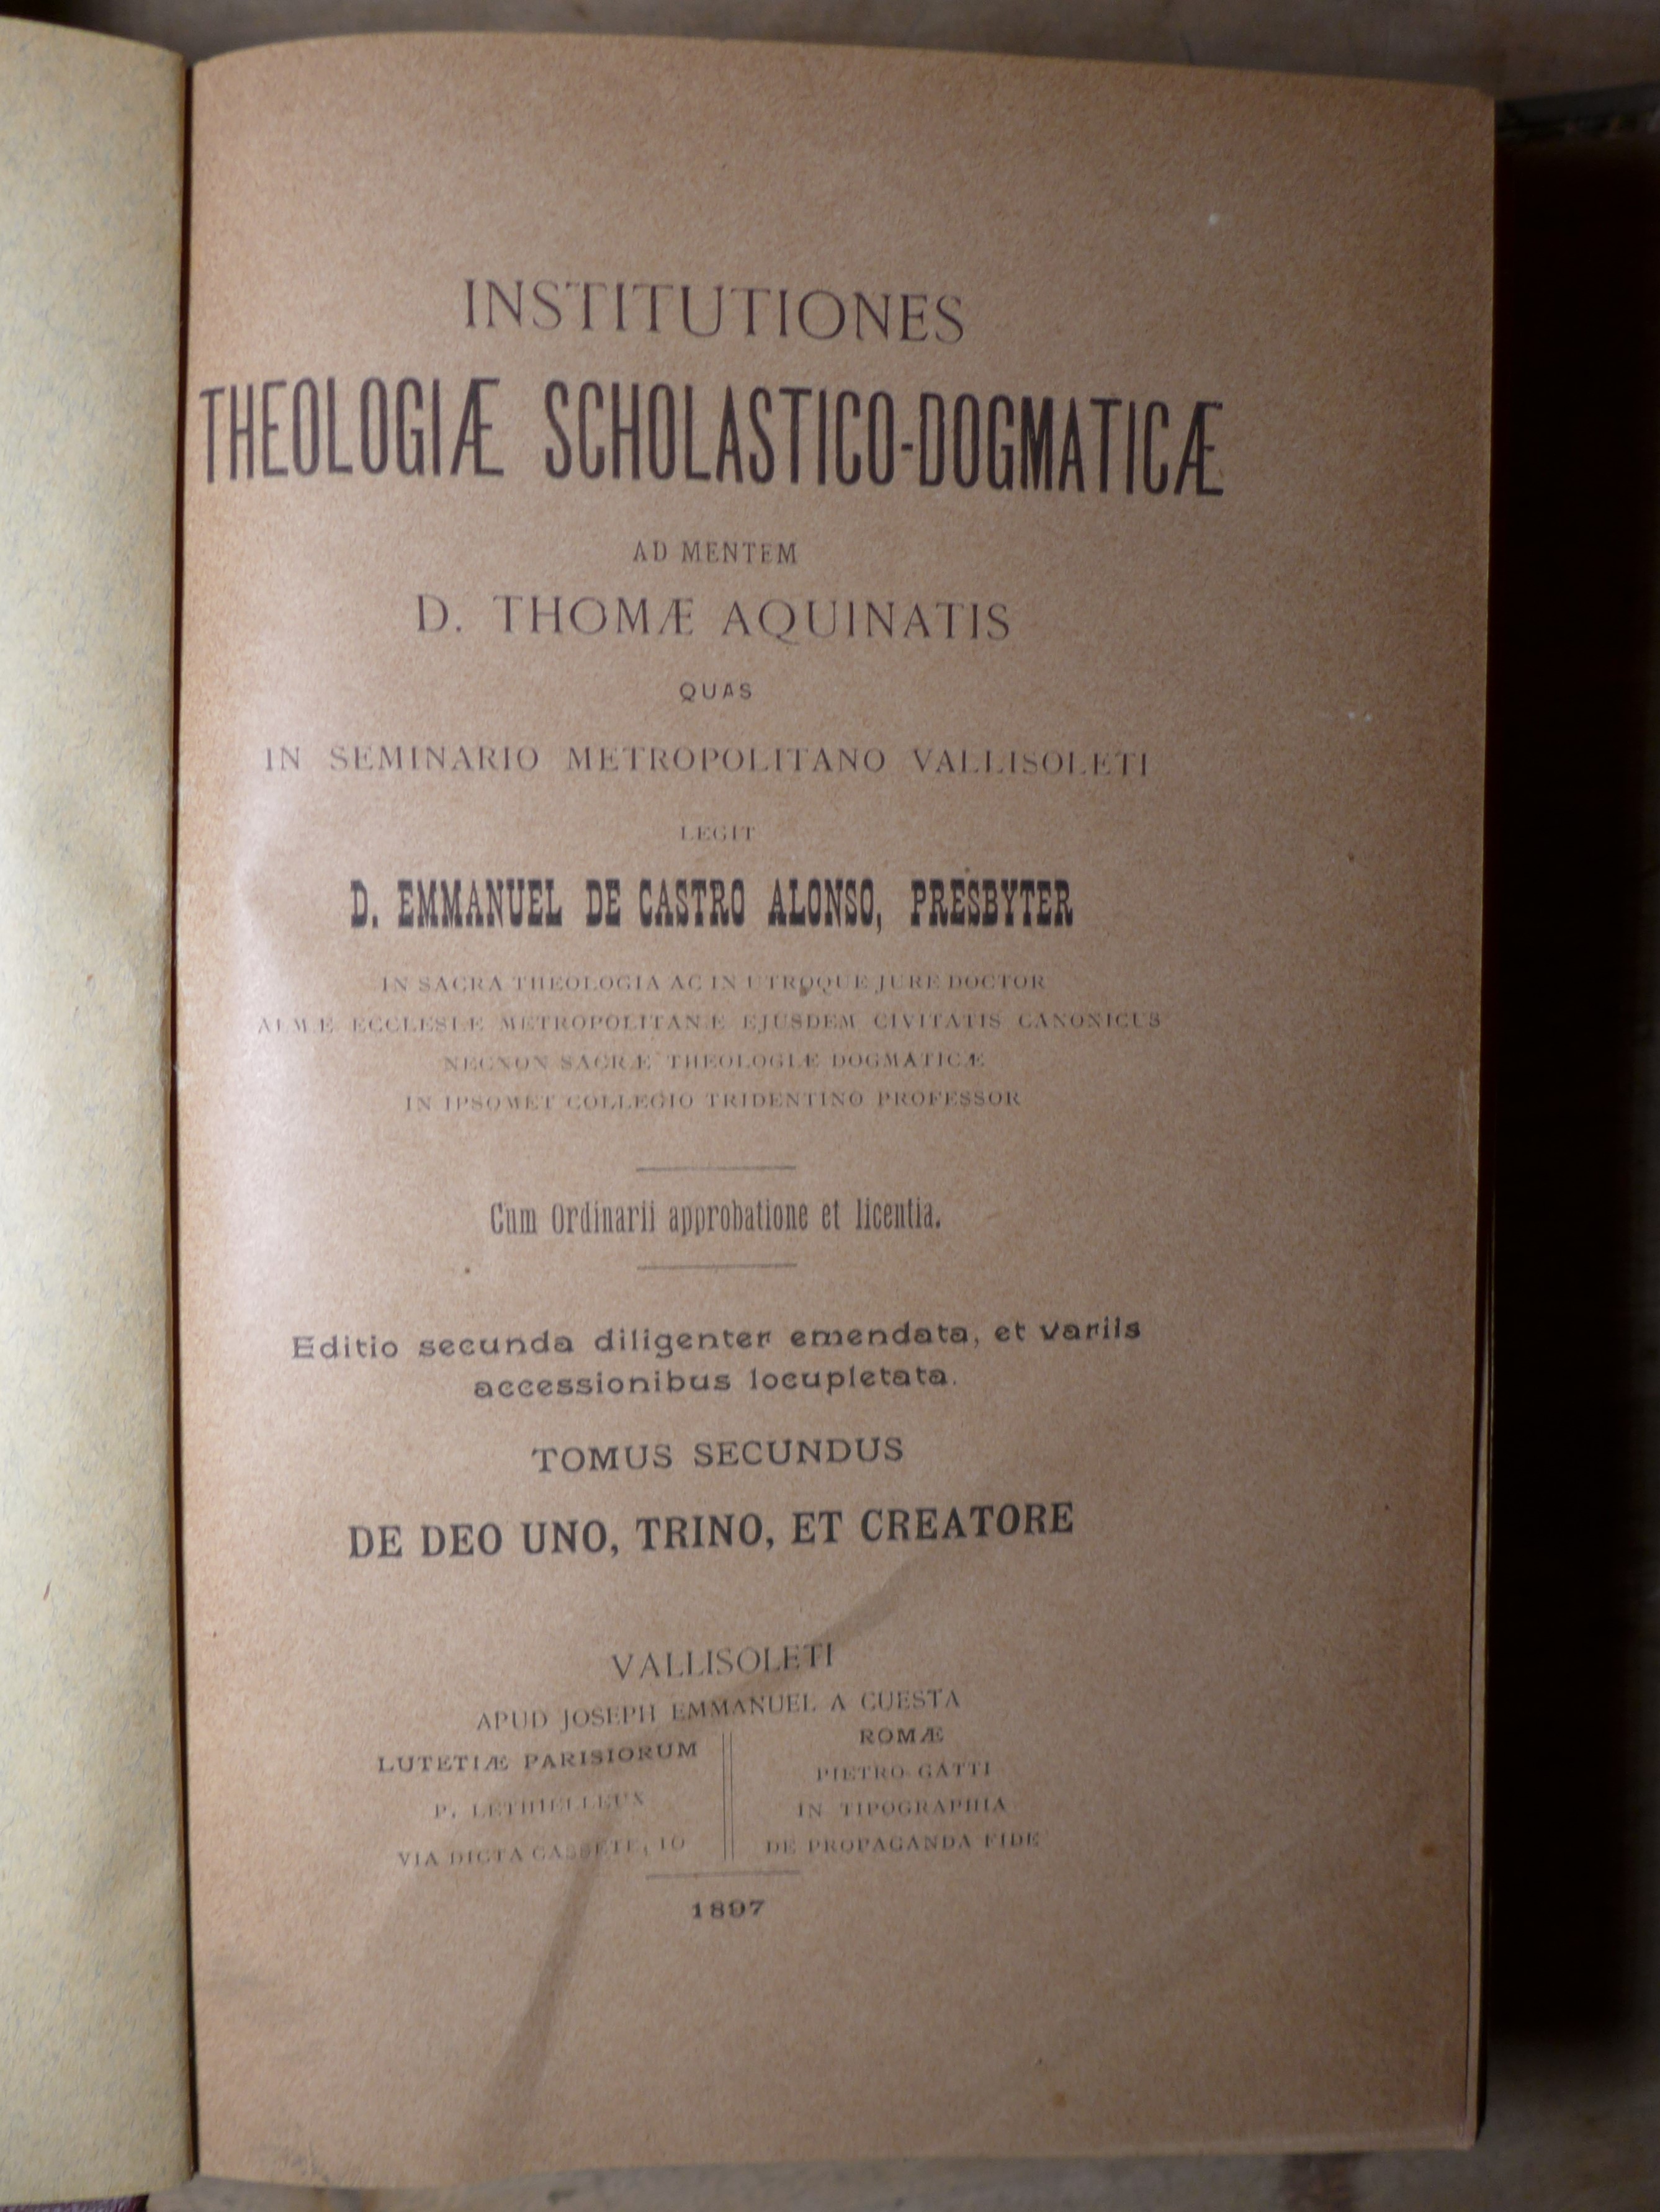 INSTITUTIONES
THEOLOGIÆ SCHOLASTICO-DOGMATICÆ
AD MENTEM
D. THOMÆ AQUINATIS
QUAS
IN SEMINARIO METROPOLITANO VALLISOLETI
LEGIT
D. EMMANUEL DE CASTRO ALONSO, PRESBYTER
IN SACRA THEOLOGIA AC IN UTROQUE JURE DOCTOR
ALMÆ ECCLESIÆ METROPOLITANÆ EJUSDEM CIVITATIS CANONICUS
NECNON SACRÆ THEOLOGIÆ DOGMATICÆ
IN IPSOMET COLLEGIO TRIDENTINO PROFESSOR
Cum Ordinarii approbatione et licentia.
Editio secunda diligenter emendata, et variis
accessionibus locupletata.
TOMUS SECUNDUS
DE DEO UNO, TRINO, ET CREATORE
VALLISOLETI
APUD JOSEPH EMMANUEL A CUESTA
LUTETIÆ PARISIORUM
P. LETHIELLEUX
VIA DICTA CASSETE, 10
ROMÆ
PIETRO GATTI
IN TIPOGRAPHIA
DE PROPAGANDA FIDE
1897